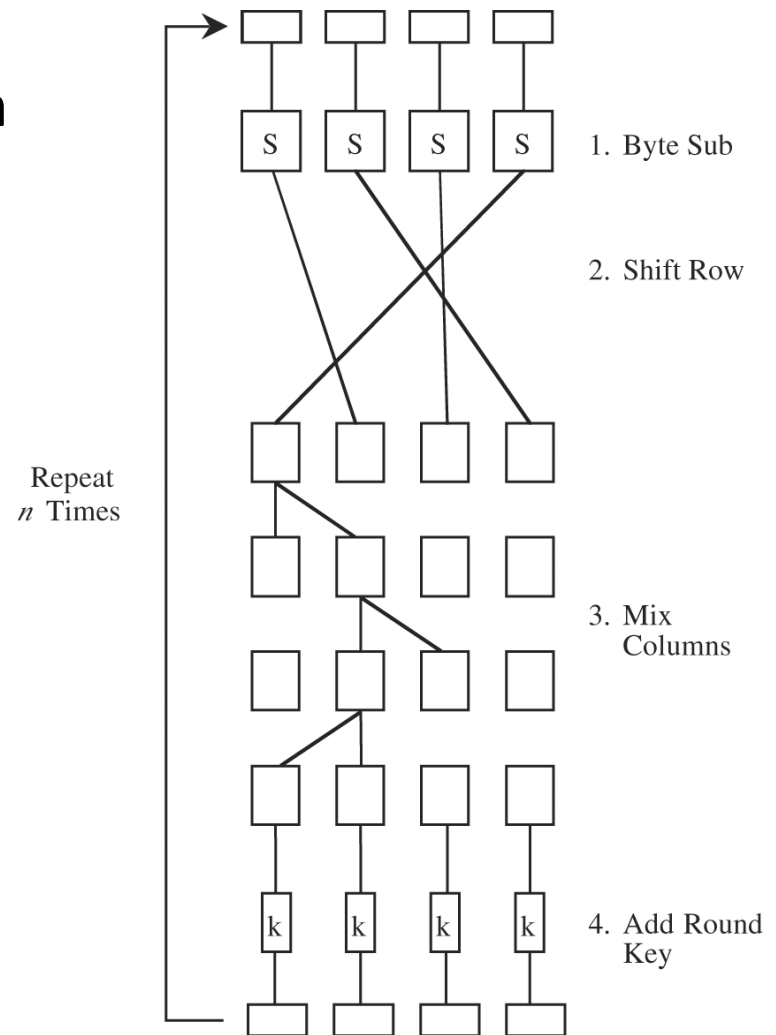 n
S S S S
1. Byte Sub
2. Shift Row
Repeat
n Times
3. Mix
Columns
k k k k
4. Add Round
Key